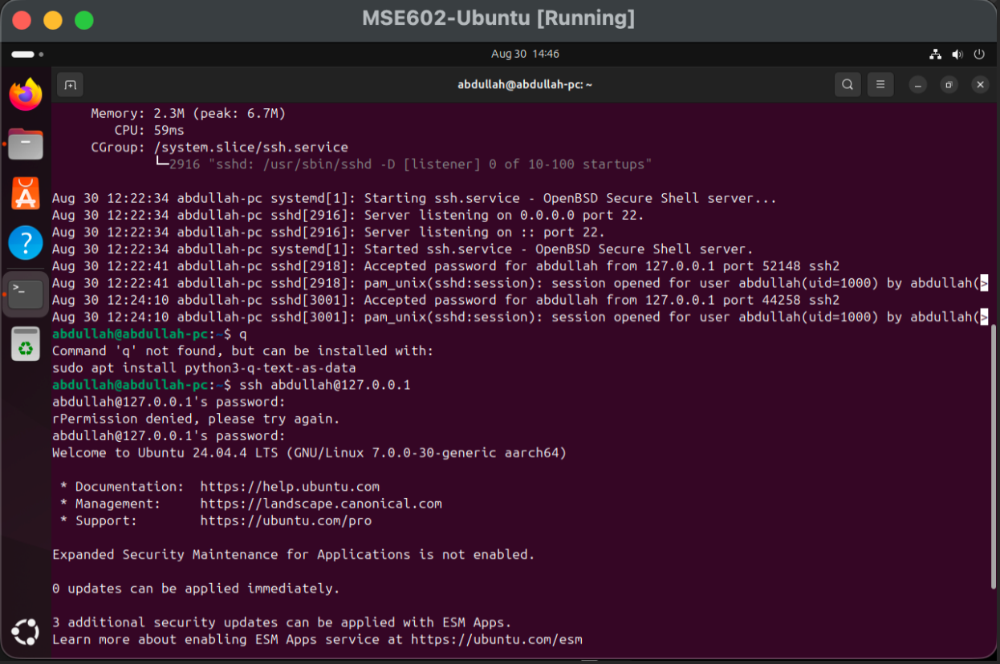 MSE602-Ubuntu [Running]
Aug 30 14:46
abdullah@abdullah-pc: ~
Memory: 2.3M (peak: 6.7M)
CPU: 59ms
CGroup: /system.slice/ssh.service
└─2916 "sshd: /usr/sbin/sshd -D [listener] 0 of 10-100 startups"
Aug 30 12:22:34 abdullah-pc systemd[1]: Starting ssh.service - OpenBSD Secure Shell server...
Aug 30 12:22:34 abdullah-pc sshd[2916]: Server listening on 0.0.0.0 port 22.
Aug 30 12:22:34 abdullah-pc sshd[2916]: Server listening on :: port 22.
Aug 30 12:22:34 abdullah-pc systemd[1]: Started ssh.service - OpenBSD Secure Shell server.
Aug 30 12:22:41 abdullah-pc sshd[2918]: Accepted password for abdullah from 127.0.0.1 port 52148 ssh2
Aug 30 12:22:41 abdullah-pc sshd[2918]: pam_unix(sshd:session): session opened for user abdullah(uid=1000) by abdullah(>
Aug 30 12:24:10 abdullah-pc sshd[3001]: Accepted password for abdullah from 127.0.0.1 port 44258 ssh2
Aug 30 12:24:10 abdullah-pc sshd[3001]: pam_unix(sshd:session): session opened for user abdullah(uid=1000) by abdullah(>
abdullah@abdullah-pc:~$ q
Command 'q' not found, but can be installed with:
sudo apt install python3-q-text-as-data
abdullah@abdullah-pc:~$ ssh abdullah@127.0.0.1
abdullah@127.0.0.1's password:
rPermission denied, please try again.
abdullah@127.0.0.1's password:
Welcome to Ubuntu 24.04.4 LTS (GNU/Linux 7.0.0-30-generic aarch64)
* Documentation:  https://help.ubuntu.com
* Management:     https://landscape.canonical.com
* Support:        https://ubuntu.com/pro
Expanded Security Maintenance for Applications is not enabled.
0 updates can be applied immediately.
3 additional security updates can be applied with ESM Apps.
Learn more about enabling ESM Apps service at https://ubuntu.com/esm